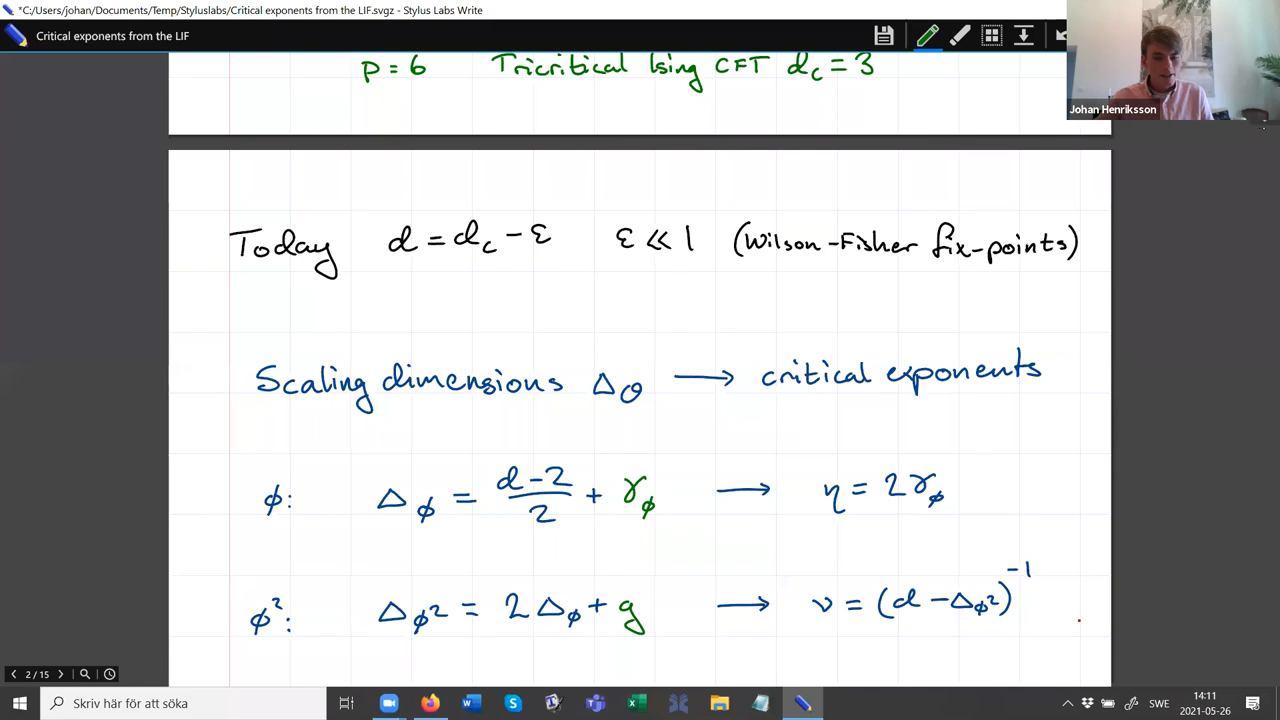 *C:/Users/johan/Documents/Temp/Styluslabs/Critical exponents from the LIF.svgz - Stylus Labs Write
Critical exponents from the LIF
p = 6 Tricritical Ising CFT d_c = 3
Johan Henriksson
Today d = d_c - ε ε ≪ 1 (Wilson-Fisher fix-points)
Scaling dimensions Δ_O → critical exponents
φ: Δ_φ = (d-2)/2 + γ_φ → η = 2γ_φ
φ²: Δ_φ² = 2Δ_φ + g → ν = (d - Δ_φ²)^-1
2 / 15
Skriv här för att söka
SWE
14:11
2021-05-26